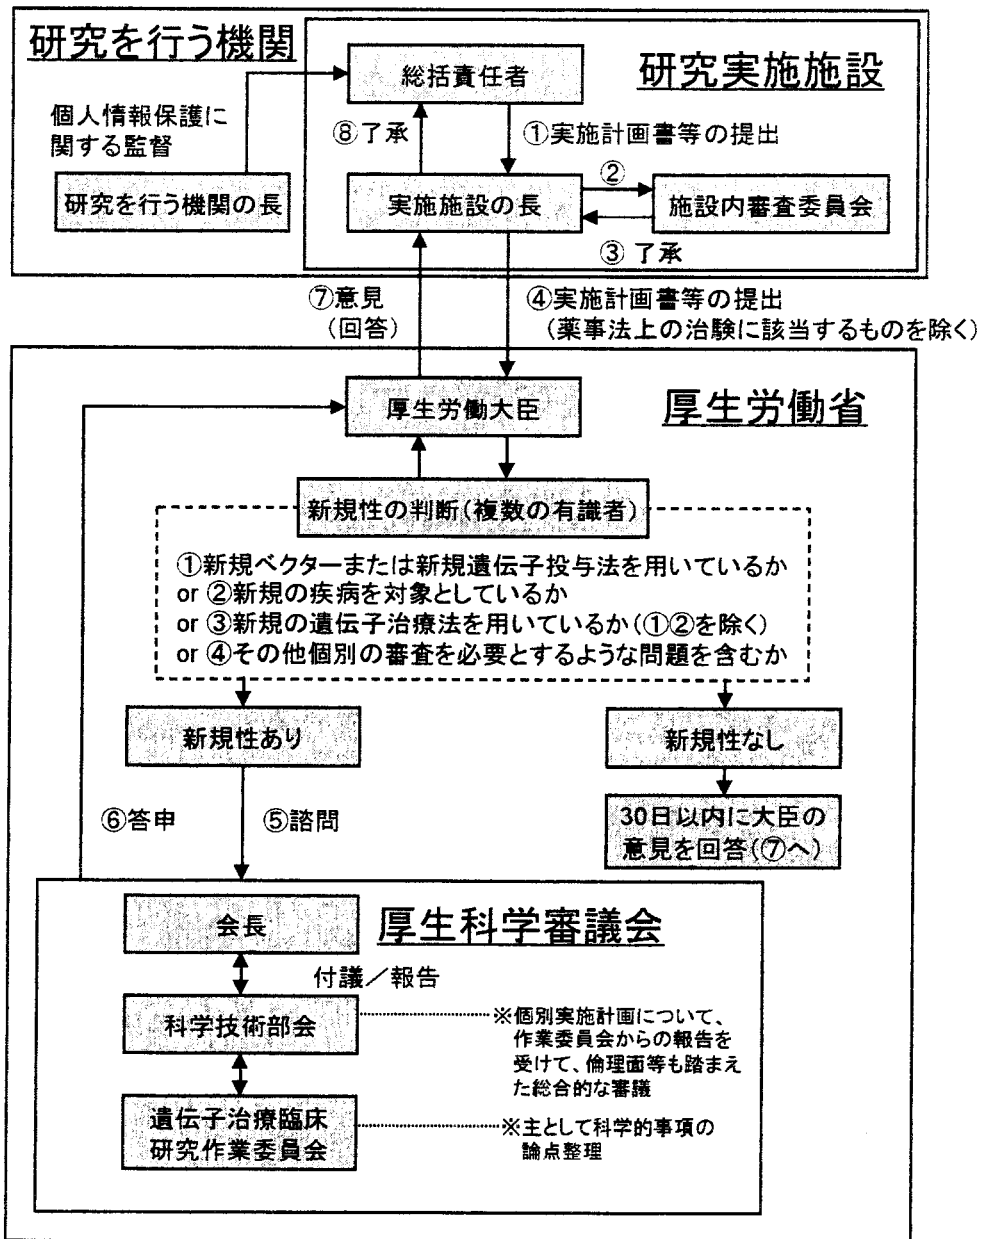 研究を行う機関
研究実施施設
総括責任者
個人情報保護に
関する監督
⑧了承
①実施計画書等の提出
研究を行う機関の長
実施施設の長
②
施設内審査委員会
③了承
⑦意見
(回答)
④実施計画書等の提出
(薬事法上の治験に該当するものを除く)
厚生労働大臣
厚生労働省
新規性の判断(複数の有識者)
①新規ベクターまたは新規遺伝子投与法を用いているか
or ②新規の疾病を対象としているか
or ③新規の遺伝子治療法を用いているか(①②を除く)
or ④その他個別の審査を必要とするような問題を含むか
新規性あり
新規性なし
⑥答申
⑤諮問
30日以内に大臣の
意見を回答(⑦へ)
会長
厚生科学審議会
付議／報告
科学技術部会
※個別実施計画について、
作業委員会からの報告を
受けて、倫理面等も踏まえ
た総合的な審議
遺伝子治療臨床
研究作業委員会
※主として科学的事項の
論点整理